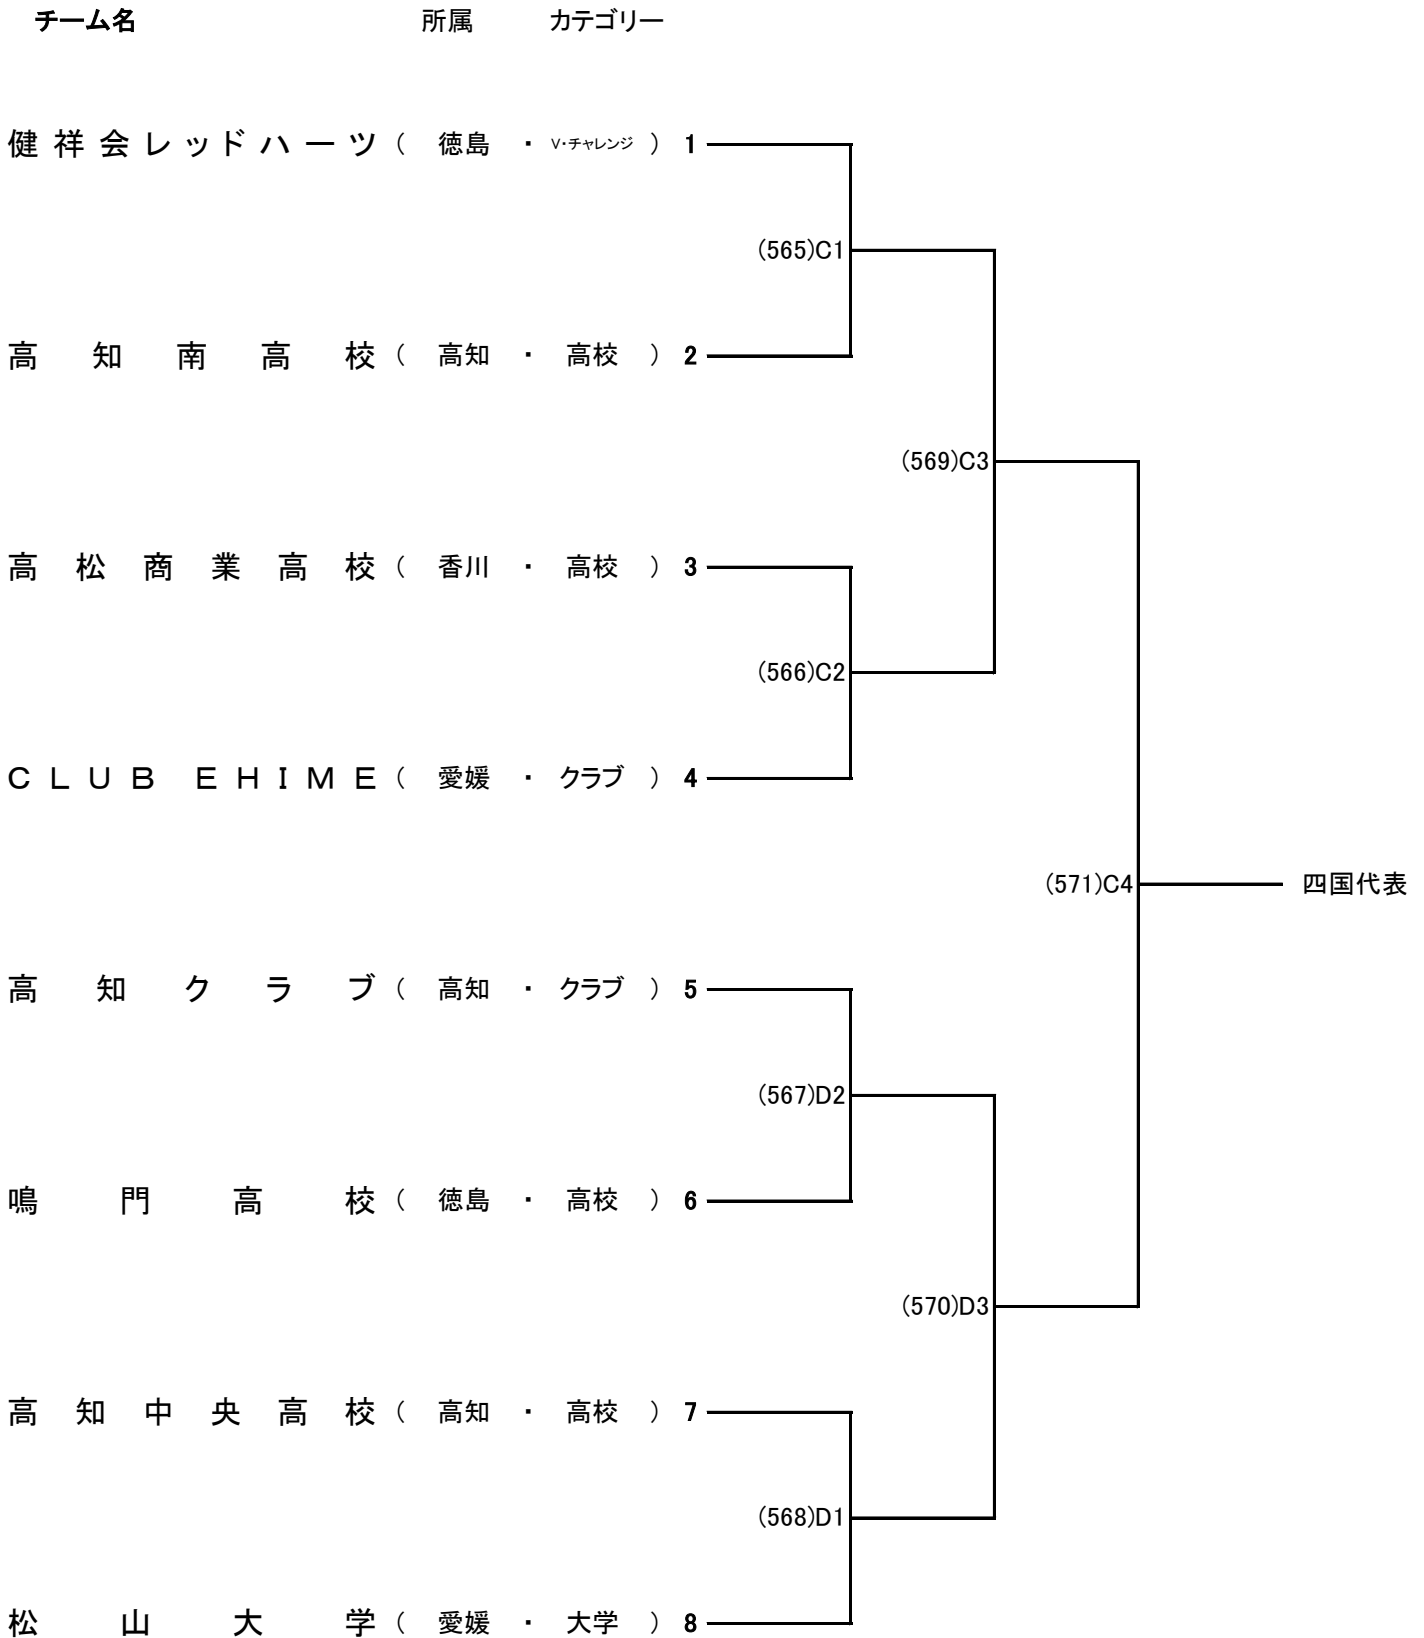 チーム名 所属 カテゴリー
健祥会レッドハーツ ( 徳島 ・ V・チャレンジ ) 1
(565)C1
高知南高校 ( 高知 ・ 高校 ) 2
(569)C3
高松商業高校 ( 香川 ・ 高校 ) 3
(566)C2
CLUB EHIME ( 愛媛 ・ クラブ ) 4
(571)C4 四国代表
高知クラブ ( 高知 ・ クラブ ) 5
(567)D2
鳴門高校 ( 徳島 ・ 高校 ) 6
(570)D3
高知中央高校 ( 高知 ・ 高校 ) 7
(568)D1
松山大学 ( 愛媛 ・ 大学 ) 8